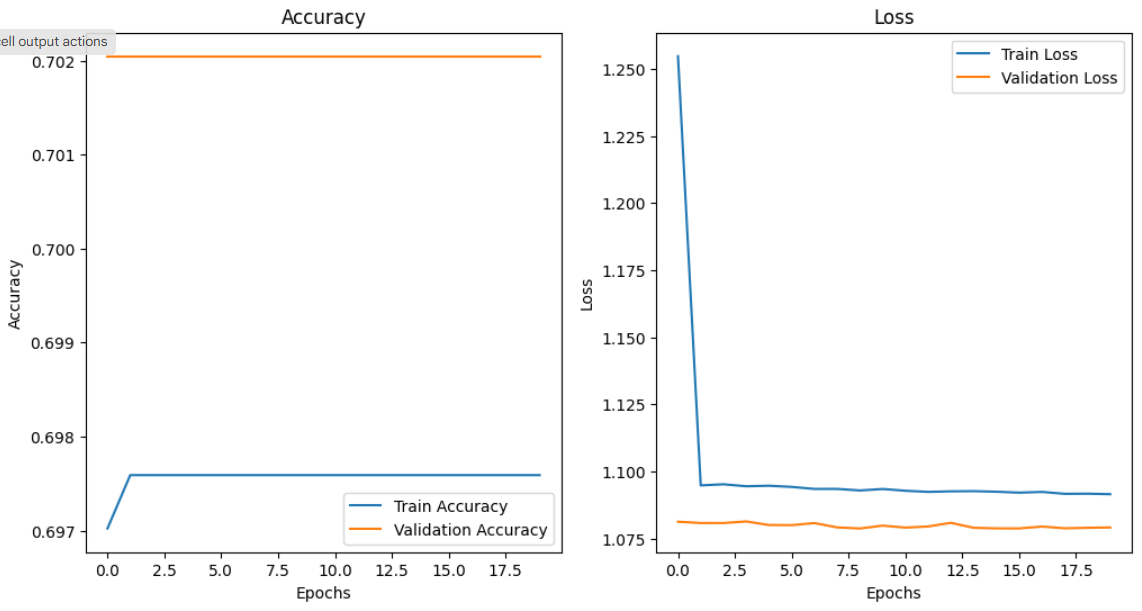 Accuracy
cell output actions
0.702
0.701
0.700
0.699
0.698
0.697
Accuracy
Train Accuracy
Validation Accuracy
0.0 2.5 5.0 7.5 10.0 12.5 15.0 17.5
Epochs
Loss
1.250
1.225
1.200
1.175
1.150
1.125
1.100
1.075
Loss
Train Loss
Validation Loss
0.0 2.5 5.0 7.5 10.0 12.5 15.0 17.5
Epochs